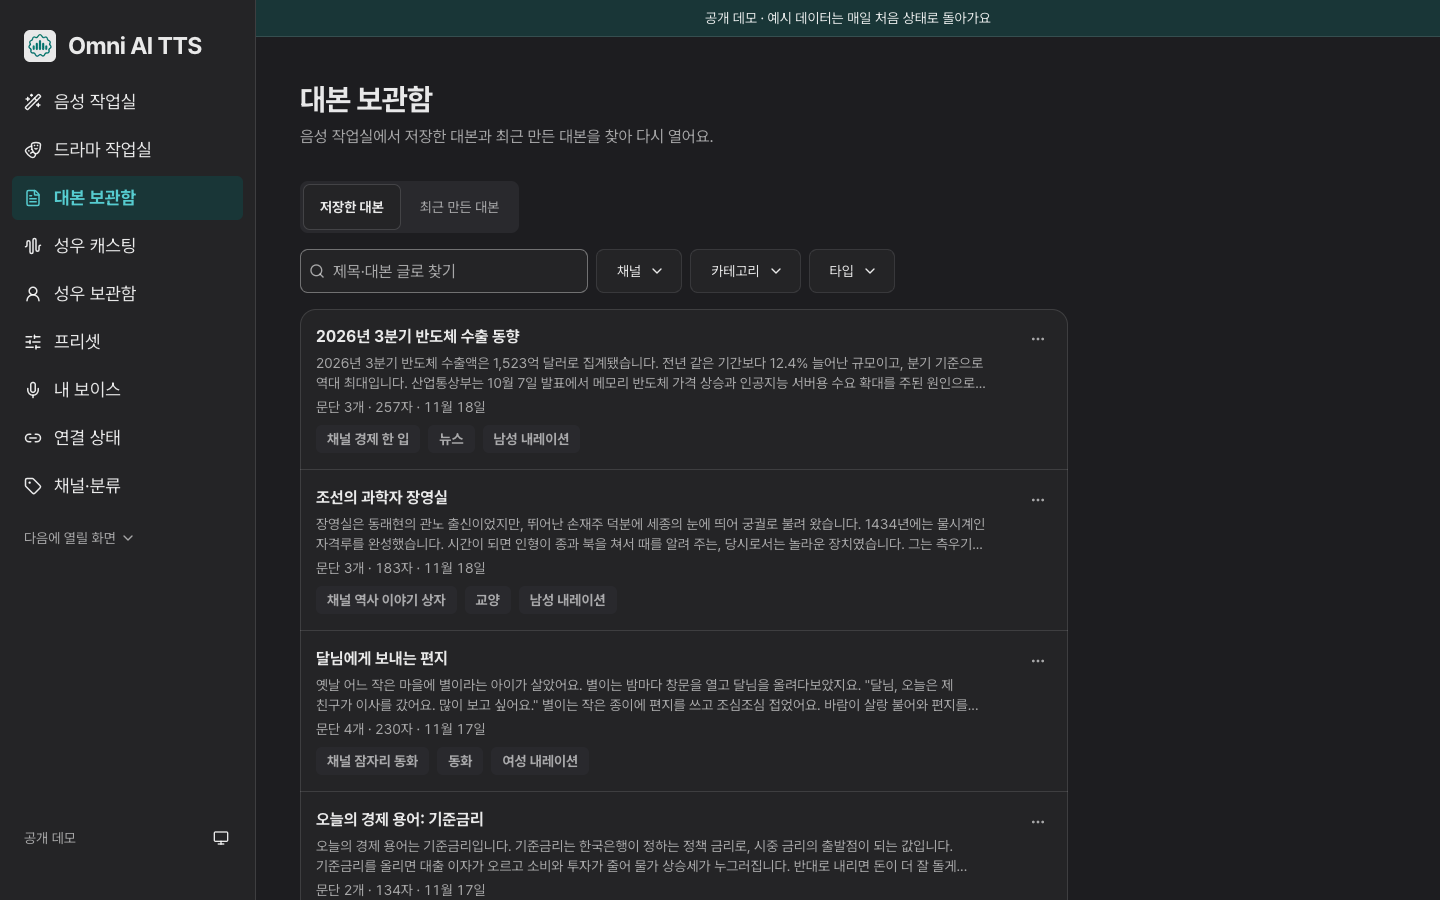 공개 데모 · 예시 데이터는 매일 처음 상태로 돌아가요
Omni AI TTS
음성 작업실
드라마 작업실
대본 보관함
성우 캐스팅
성우 보관함
프리셋
내 보이스
연결 상태
채널·분류
다음에 열릴 화면
공개 데모
대본 보관함
음성 작업실에서 저장한 대본과 최근 만든 대본을 찾아 다시 열어요.
저장한 대본 최근 만든 대본
제목·대본 글로 찾기 채널 카테고리 타입
2026년 3분기 반도체 수출 동향
2026년 3분기 반도체 수출액은 1,523억 달러로 집계됐습니다. 전년 같은 기간보다 12.4% 늘어난 규모이고, 분기 기준으로
역대 최대입니다. 산업통상부는 10월 7일 발표에서 메모리 반도체 가격 상승과 인공지능 서버용 수요 확대를 주된 원인으로...
문단 3개 · 257자 · 11월 18일
채널 경제 한 입 뉴스 남성 내레이션
조선의 과학자 장영실
장영실은 동래현의 관노 출신이었지만, 뛰어난 손재주 덕분에 세종의 눈에 띄어 궁궐로 불려 왔습니다. 1434년에는 물시계인
자격루를 완성했습니다. 시간이 되면 인형이 종과 북을 쳐서 때를 알려 주는, 당시로서는 놀라운 장치였습니다. 그는 측우기...
문단 3개 · 183자 · 11월 18일
채널 역사 이야기 상자 교양 남성 내레이션
달님에게 보내는 편지
옛날 어느 작은 마을에 별이라는 아이가 살았어요. 별이는 밤마다 창문을 열고 달님을 올려다보았지요. "달님, 오늘은 제
친구가 이사를 갔어요. 많이 보고 싶어요." 별이는 작은 종이에 편지를 쓰고 조심조심 접었어요. 바람이 살랑 불어와 편지를...
문단 4개 · 230자 · 11월 17일
채널 잠자리 동화 동화 여성 내레이션
오늘의 경제 용어: 기준금리
오늘의 경제 용어는 기준금리입니다. 기준금리는 한국은행이 정하는 정책 금리로, 시중 금리의 출발점이 되는 값입니다.
기준금리를 올리면 대출 이자가 오르고 소비와 투자가 줄어 물가 상승세가 누그러집니다. 반대로 내리면 돈이 더 잘 돌게...
문단 2개 · 134자 · 11월 17일